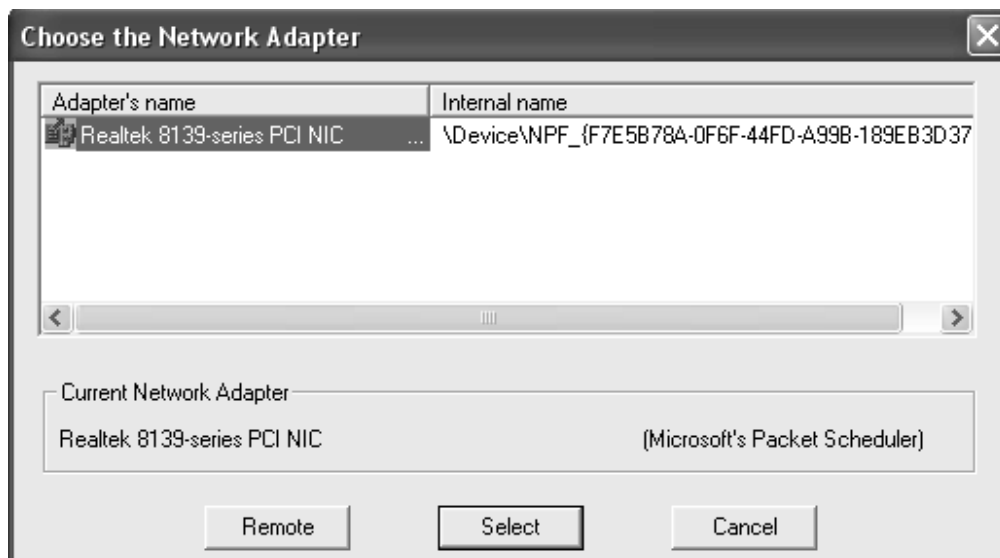 Choose the Network Adapter
Adapter's name Internal name
Realtek 8139-series PCI NIC ... \Device\NPF_{F7E5B78A-0F6F-44FD-A99B-189EB3D37
Current Network Adapter
Realtek 8139-series PCI NIC (Microsoft's Packet Scheduler)
Remote Select Cancel